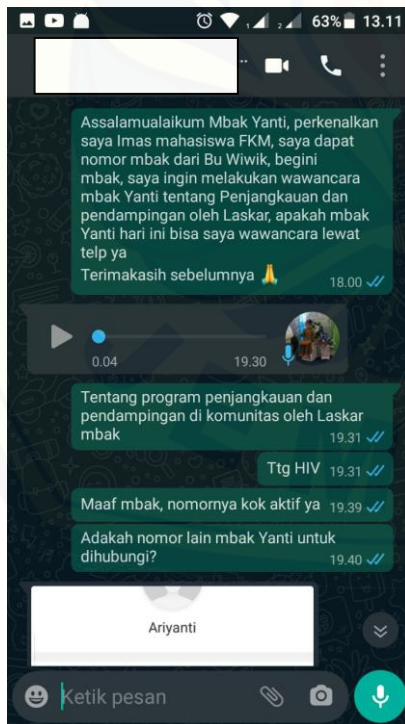 63% 13.11
Assalamualaikum Mbak Yanti, perkenalkan
saya Imas mahasiswa FKM, saya dapat
nomor mbak dari Bu Wiwik, begini
mbak, saya ingin melakukan wawancara
mbak Yanti tentang Penjangkauan dan
pendampingan oleh Laskar, apakah mbak
Yanti hari ini bisa saya wawancara lewat
telp ya
Terimakasih sebelumnya 🙏 18.00
0.04 19.30
Tentang program penjangkauan dan
pendampingan di komunitas oleh Laskar
mbak 19.31
Ttg HIV 19.31
Maaf mbak, nomornya kok aktif ya 19.39
Adakah nomor lain mbak Yanti untuk
dihubungi? 19.40
Ariyanti
Ketik pesan